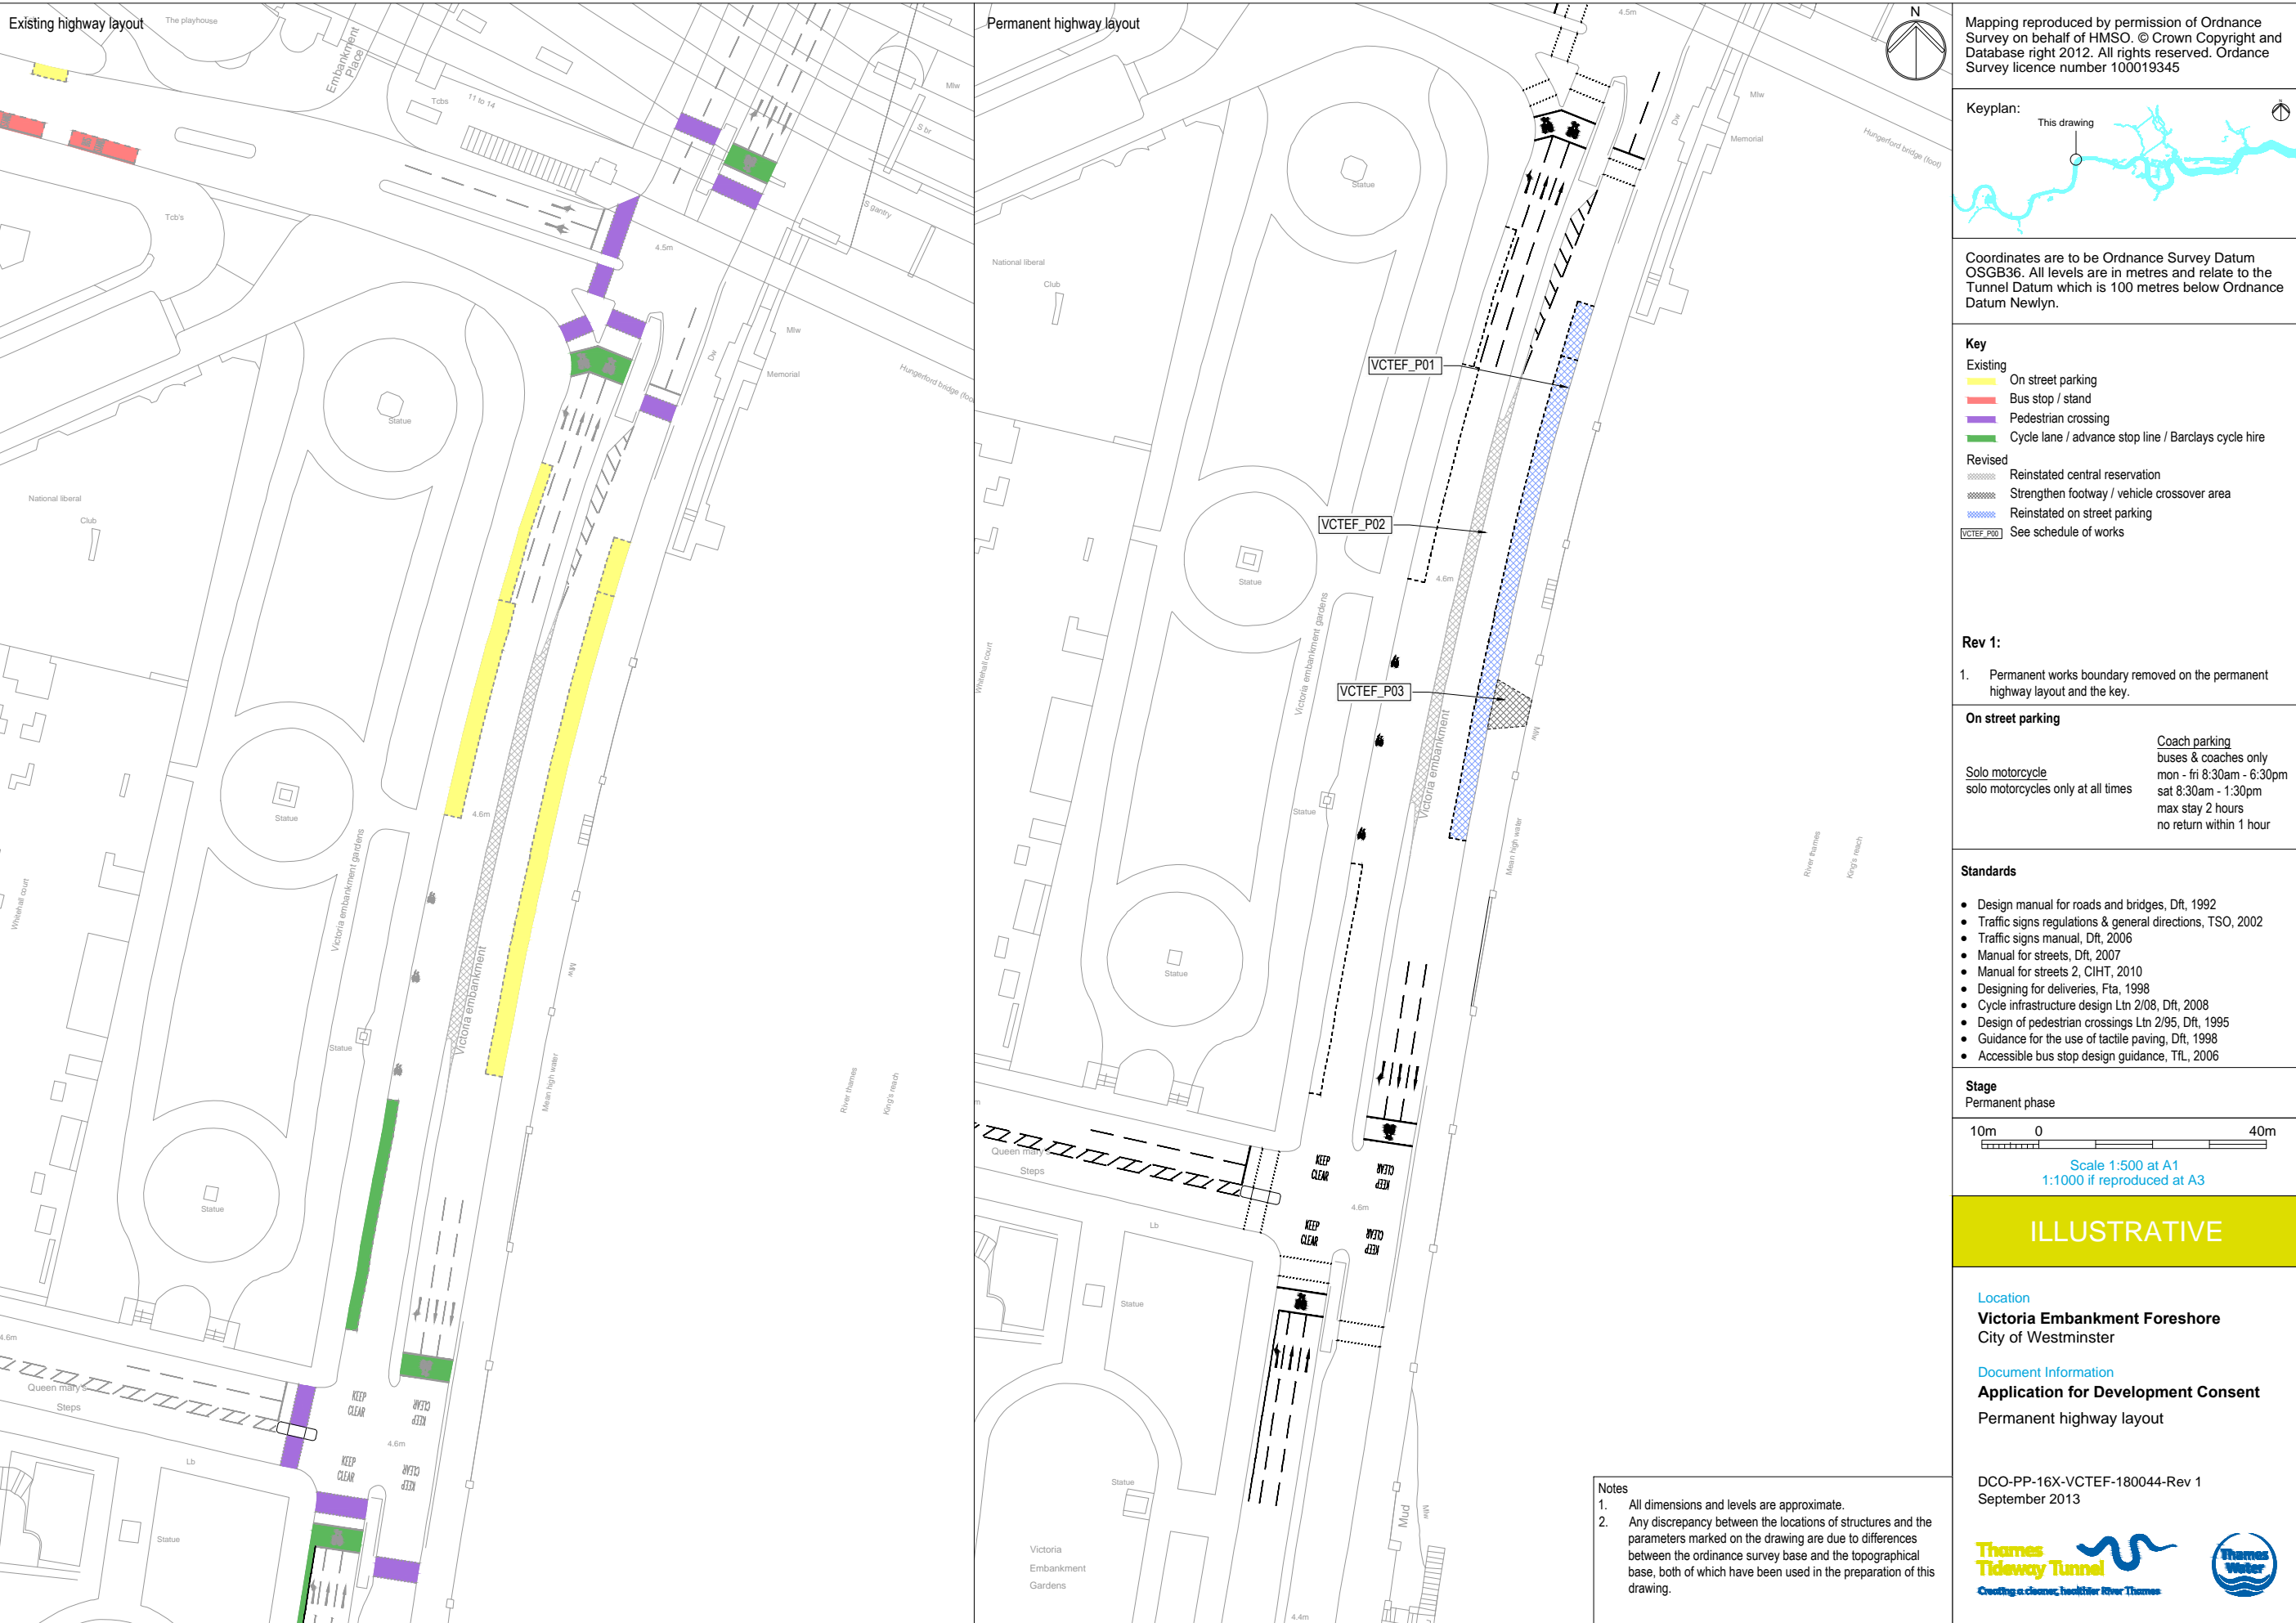 Existing highway layout
The playhouse
Embankment
Place
Tcbs
11 to 14
Mlw
S br
S gantry
Tcb's
4.5m
National liberal
Club
Statue
Mlw
Dw
Memorial
Hungerford bridge (foo
Statue
4.6m
Whitehall court
Victoria embankment gardens
Victoria embankment
Mlw
Mean high water
River thames
King's reach
Statue
Statue
4.6m
Queen mary's
Steps
KEEP
CLEAR
KEEP
CLEAR
4.6m
KEEP
CLEAR
KEEP
CLEAR
Lb
Statue
Permanent highway layout
4.5m
N
Mlw
Dw
Memorial
Hungerford bridge (foot)
Statue
National liberal
Club
VCTEF_P01
VCTEF_P02
Statue
4.6m
Whitehall court
Victoria embankment gardens
VCTEF_P03
Victoria embankment
Mlw
Statue
Mean high water
River thames
King's reach
Statue
m
Queen mary's
Steps
KEEP
CLEAR
KEEP
CLEAR
4.6m
KEEP
CLEAR
KEEP
CLEAR
Lb
Statue
Statue
Mud
Mlw
Victoria
Embankment
Gardens
4.4m
Notes
1. All dimensions and levels are approximate.
2. Any discrepancy between the locations of structures and the
parameters marked on the drawing are due to differences
between the ordinance survey base and the topographical
base, both of which have been used in the preparation of this
drawing.
Mapping reproduced by permission of Ordnance
Survey on behalf of HMSO. © Crown Copyright and
Database right 2012. All rights reserved. Ordance
Survey licence number 100019345
Keyplan:
This drawing
Coordinates are to be Ordnance Survey Datum
OSGB36. All levels are in metres and relate to the
Tunnel Datum which is 100 metres below Ordnance
Datum Newlyn.
Key
Existing
On street parking
Bus stop / stand
Pedestrian crossing
Cycle lane / advance stop line / Barclays cycle hire
Revised
Reinstated central reservation
Strengthen footway / vehicle crossover area
Reinstated on street parking
VCTEF_P00 See schedule of works
Rev 1:
1. Permanent works boundary removed on the permanent
highway layout and the key.
On street parking
Solo motorcycle
solo motorcycles only at all times
Coach parking
buses & coaches only
mon - fri 8:30am - 6:30pm
sat 8:30am - 1:30pm
max stay 2 hours
no return within 1 hour
Standards
• Design manual for roads and bridges, Dft, 1992
• Traffic signs regulations & general directions, TSO, 2002
• Traffic signs manual, Dft, 2006
• Manual for streets, Dft, 2007
• Manual for streets 2, CIHT, 2010
• Designing for deliveries, Fta, 1998
• Cycle infrastructure design Ltn 2/08, Dft, 2008
• Design of pedestrian crossings Ltn 2/95, Dft, 1995
• Guidance for the use of tactile paving, Dft, 1998
• Accessible bus stop design guidance, TfL, 2006
Stage
Permanent phase
10m 0 40m
Scale 1:500 at A1
1:1000 if reproduced at A3
ILLUSTRATIVE
Location
Victoria Embankment Foreshore
City of Westminster
Document Information
Application for Development Consent
Permanent highway layout
DCO-PP-16X-VCTEF-180044-Rev 1
September 2013
Thames
Tideway Tunnel
Creating a cleaner, healthier River Thames
Thames
Water